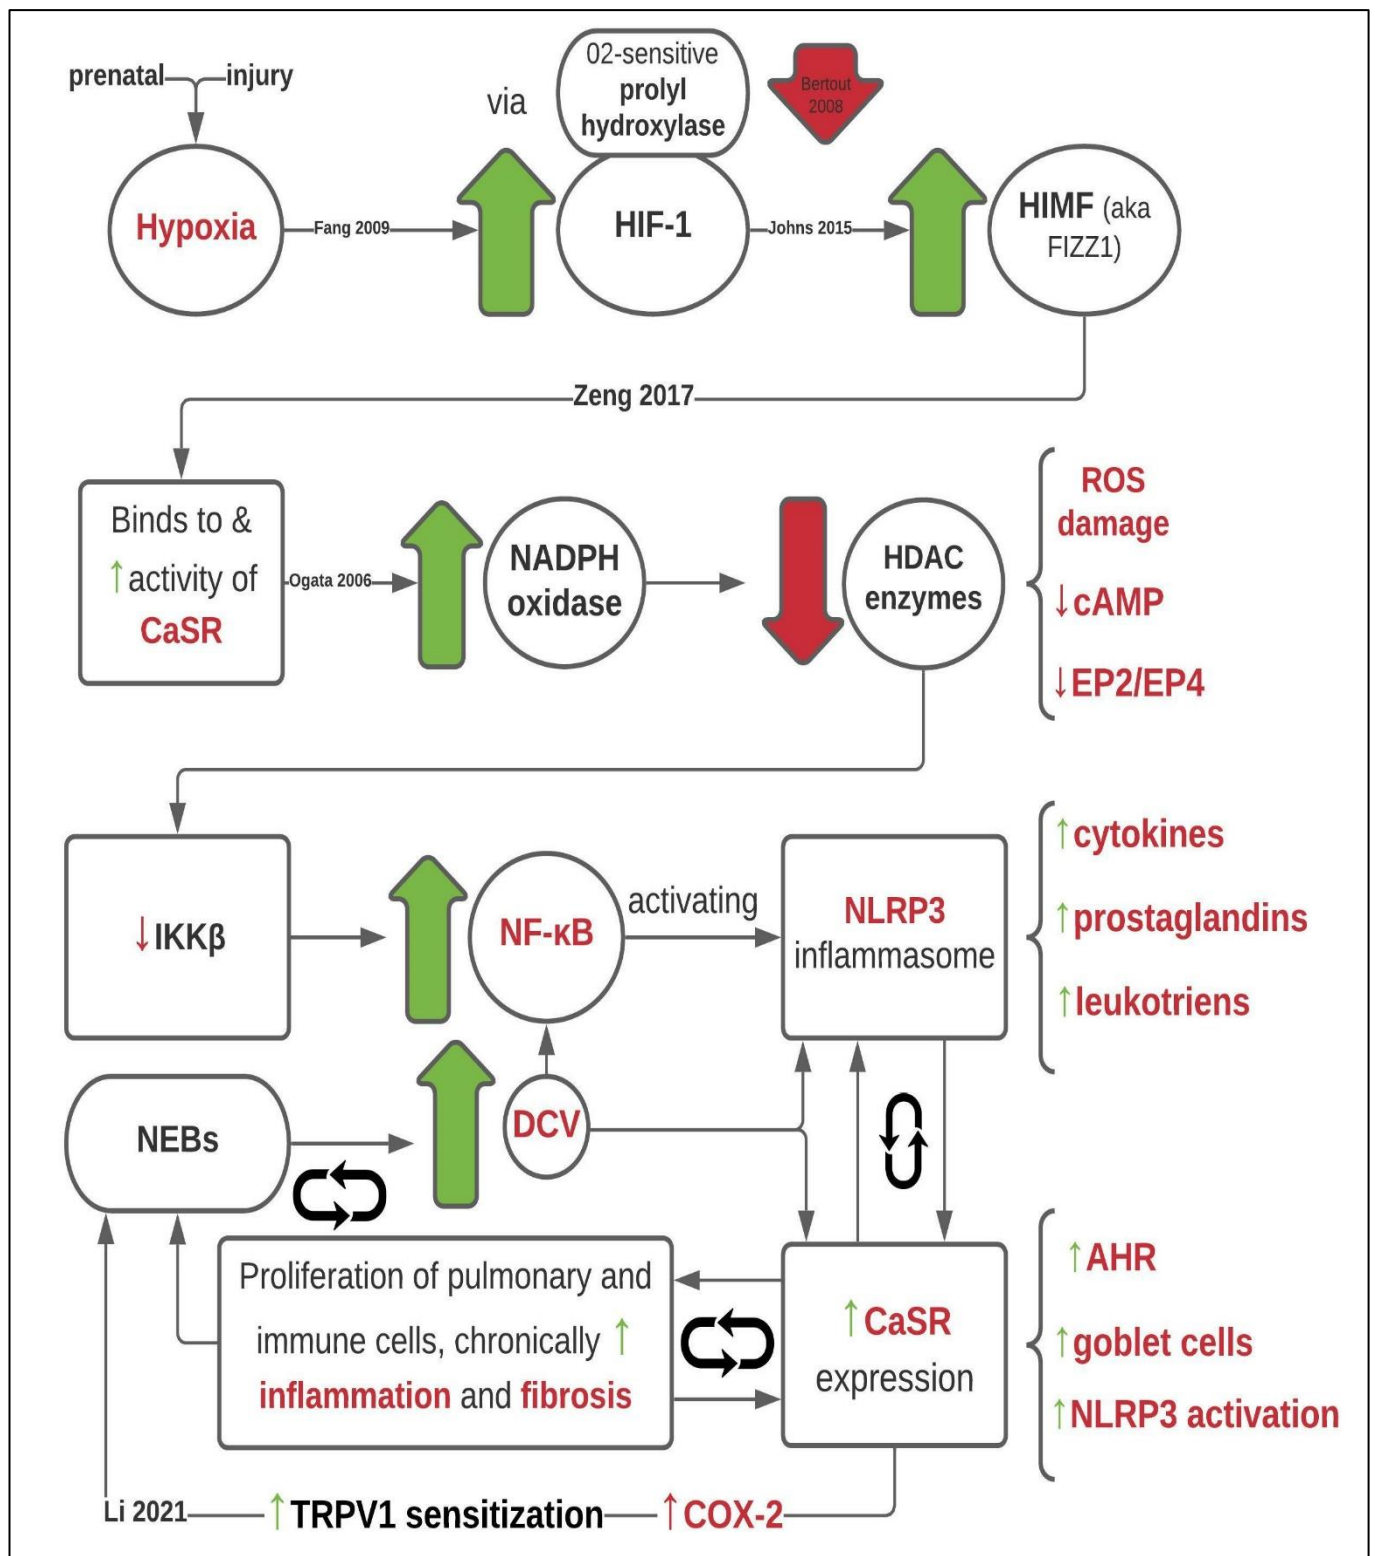 prenatal injury
via
02-sensitive
prolyl
hydroxylase
Bertout
2008
Hypoxia
Fang 2009
HIF-1
Johns 2015
HIMF (aka
FIZZ1)
Zeng 2017
Binds to &
↑activity of
CaSR
Ogata 2006
NADPH
oxidase
HDAC
enzymes
ROS
damage
↓cAMP
↓EP2/EP4
↓IKKβ
NF-κB
activating
NLRP3
inflammasome
↑cytokines
↑prostaglandins
↑leukotriens
NEBs
DCV
Proliferation of pulmonary and
immune cells, chronically ↑
inflammation and fibrosis
↑CaSR
expression
↑AHR
↑goblet cells
↑NLRP3 activation
Li 2021 ↑TRPV1 sensitization ↑COX-2